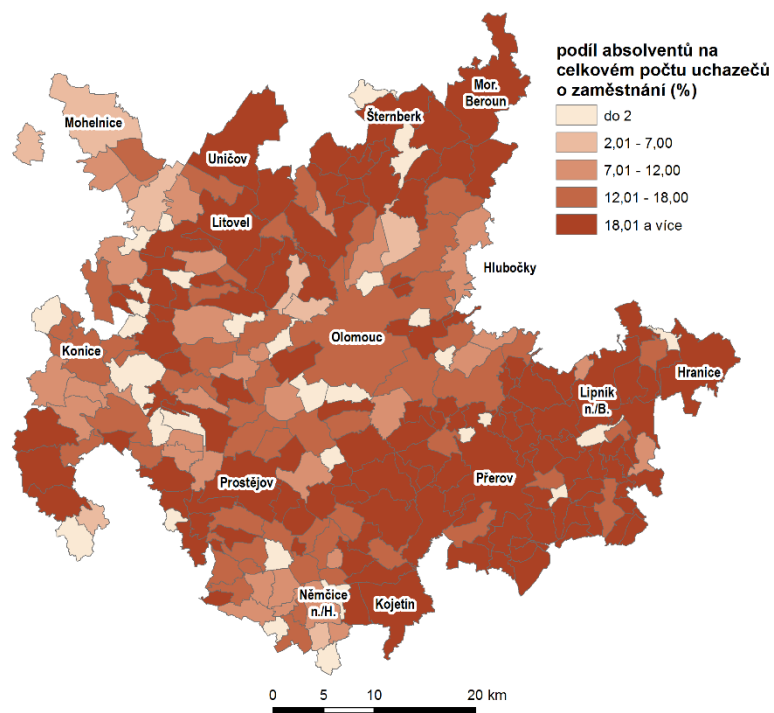 podíl absolventů na
celkovém počtu uchazečů
o zaměstnání (%)
do 2
2,01 - 7,00
7,01 - 12,00
12,01 - 18,00
18,01 a více
Mor.
Beroun
Šternberk
Mohelnice
Uničov
Litovel
Hlubočky
Olomouc
Konice
Hranice
Lipník
n./B.
Prostějov
Přerov
Němčice
n./H.
Kojetín
0 5 10 20 km